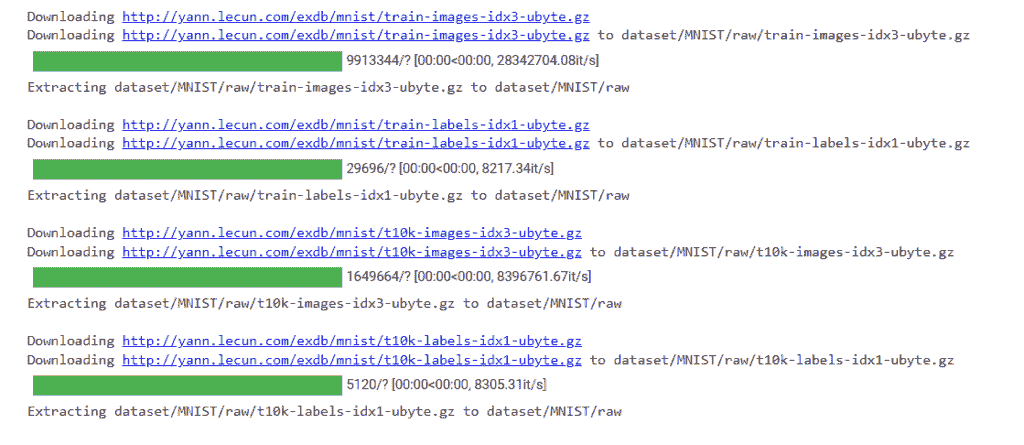 Downloading http://yann.lecun.com/exdb/mnist/train-images-idx3-ubyte.gz
Downloading http://yann.lecun.com/exdb/mnist/train-images-idx3-ubyte.gz to dataset/MNIST/raw/train-images-idx3-ubyte.gz
9913344/? [00:00<00:00, 28342704.08it/s]
Extracting dataset/MNIST/raw/train-images-idx3-ubyte.gz to dataset/MNIST/raw
Downloading http://yann.lecun.com/exdb/mnist/train-labels-idx1-ubyte.gz
Downloading http://yann.lecun.com/exdb/mnist/train-labels-idx1-ubyte.gz to dataset/MNIST/raw/train-labels-idx1-ubyte.gz
29696/? [00:00<00:00, 8217.34it/s]
Extracting dataset/MNIST/raw/train-labels-idx1-ubyte.gz to dataset/MNIST/raw
Downloading http://yann.lecun.com/exdb/mnist/t10k-images-idx3-ubyte.gz
Downloading http://yann.lecun.com/exdb/mnist/t10k-images-idx3-ubyte.gz to dataset/MNIST/raw/t10k-images-idx3-ubyte.gz
1649664/? [00:00<00:00, 8396761.67it/s]
Extracting dataset/MNIST/raw/t10k-images-idx3-ubyte.gz to dataset/MNIST/raw
Downloading http://yann.lecun.com/exdb/mnist/t10k-labels-idx1-ubyte.gz
Downloading http://yann.lecun.com/exdb/mnist/t10k-labels-idx1-ubyte.gz to dataset/MNIST/raw/t10k-labels-idx1-ubyte.gz
5120/? [00:00<00:00, 8305.31it/s]
Extracting dataset/MNIST/raw/t10k-labels-idx1-ubyte.gz to dataset/MNIST/raw